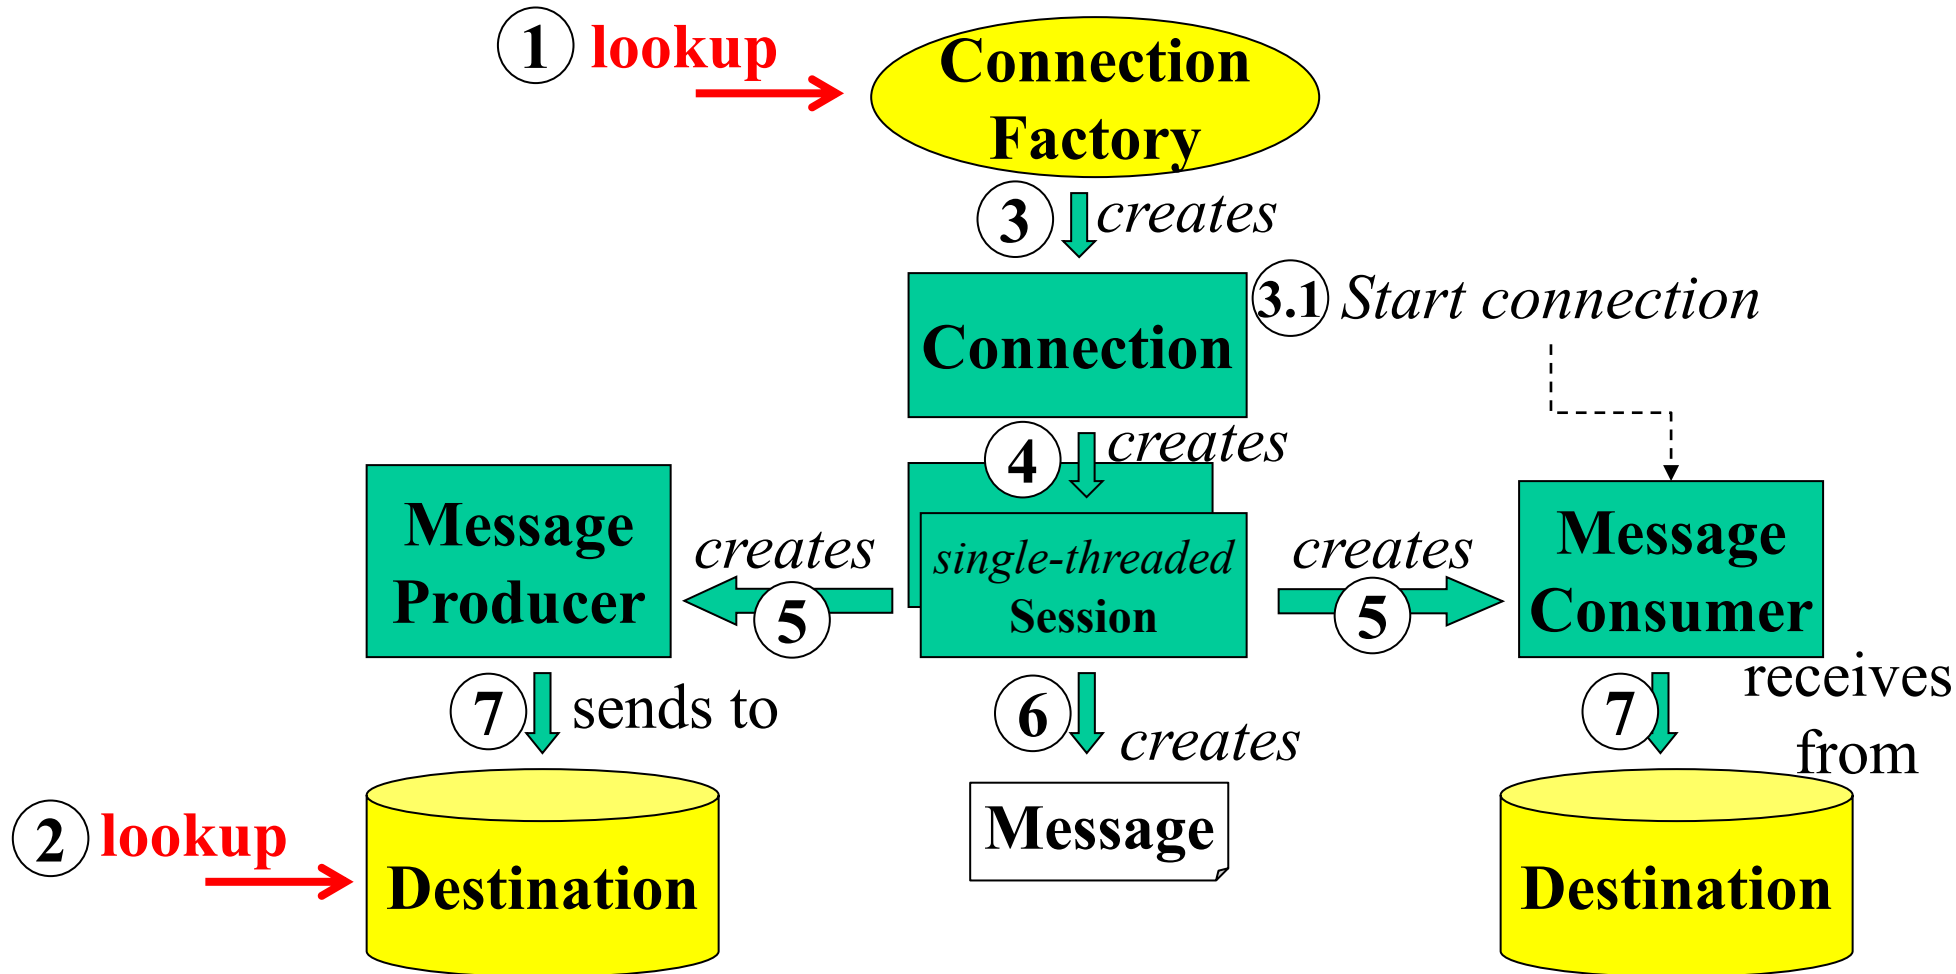 1 lookup
Connection
Factory
3 creates
3.1 Start connection
Connection
4 creates
Message
Producer
creates
5
single-threaded
Session
creates
5
Message
Consumer
7 sends to
6
creates
7
receives
from
2 lookup
Destination
Message
Destination